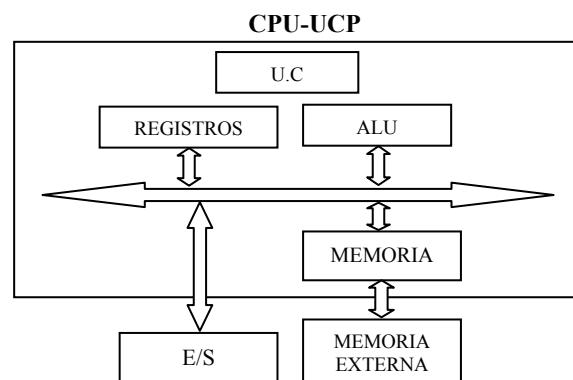 CPU-UCP
U.C
REGISTROS
ALU
MEMORIA
E/S
MEMORIA
EXTERNA